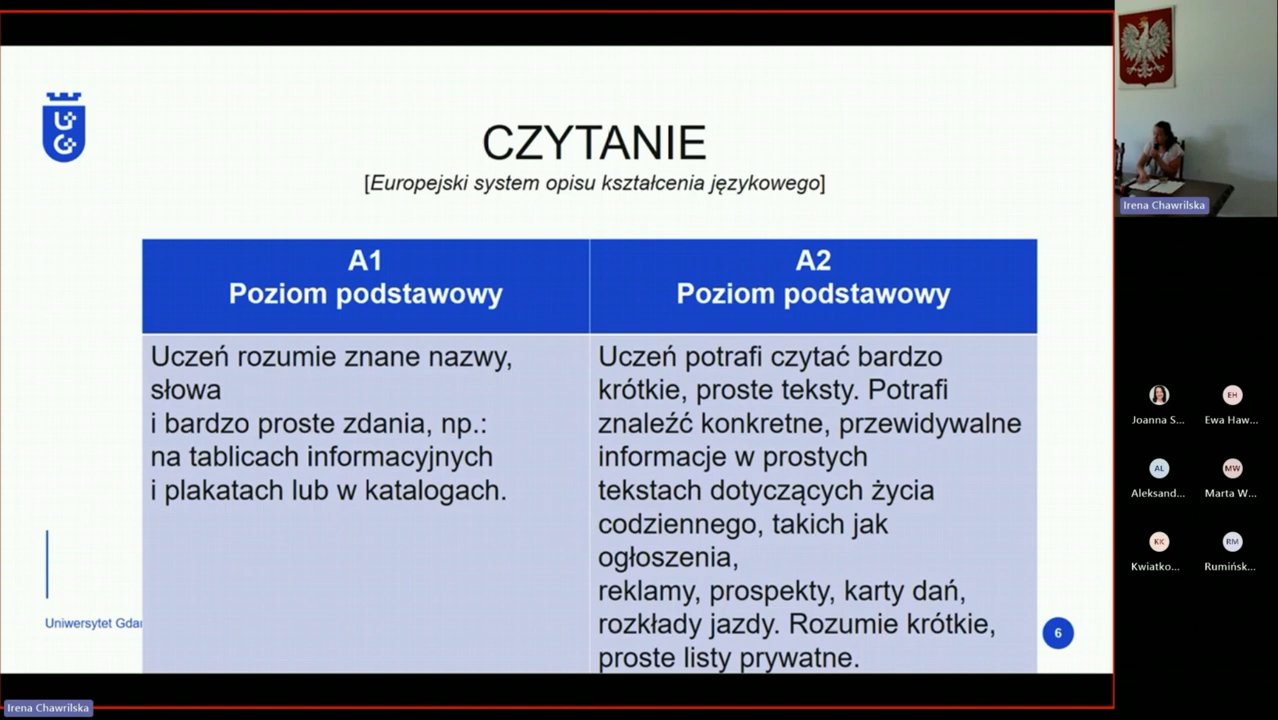 CZYTANIE
[Europejski system opisu kształcenia językowego]
A1
Poziom podstawowy
A2
Poziom podstawowy
Uczeń rozumie znane nazwy,
słowa
i bardzo proste zdania, np.:
na tablicach informacyjnych
i plakatach lub w katalogach.
Uczeń potrafi czytać bardzo
krótkie, proste teksty. Potrafi
znaleźć konkretne, przewidywalne
informacje w prostych
tekstach dotyczących życia
codziennego, takich jak
ogłoszenia,
reklamy, prospekty, karty dań,
rozkłady jazdy. Rozumie krótkie,
proste listy prywatne.
Uniwersytet Gdań
6
Irena Chawrilska
Irena Chawrilska
Joanna S...
EH
Ewa Haw...
AL
Aleksand...
MW
Marta W...
KK
Kwiatko...
RM
Rumińsk...